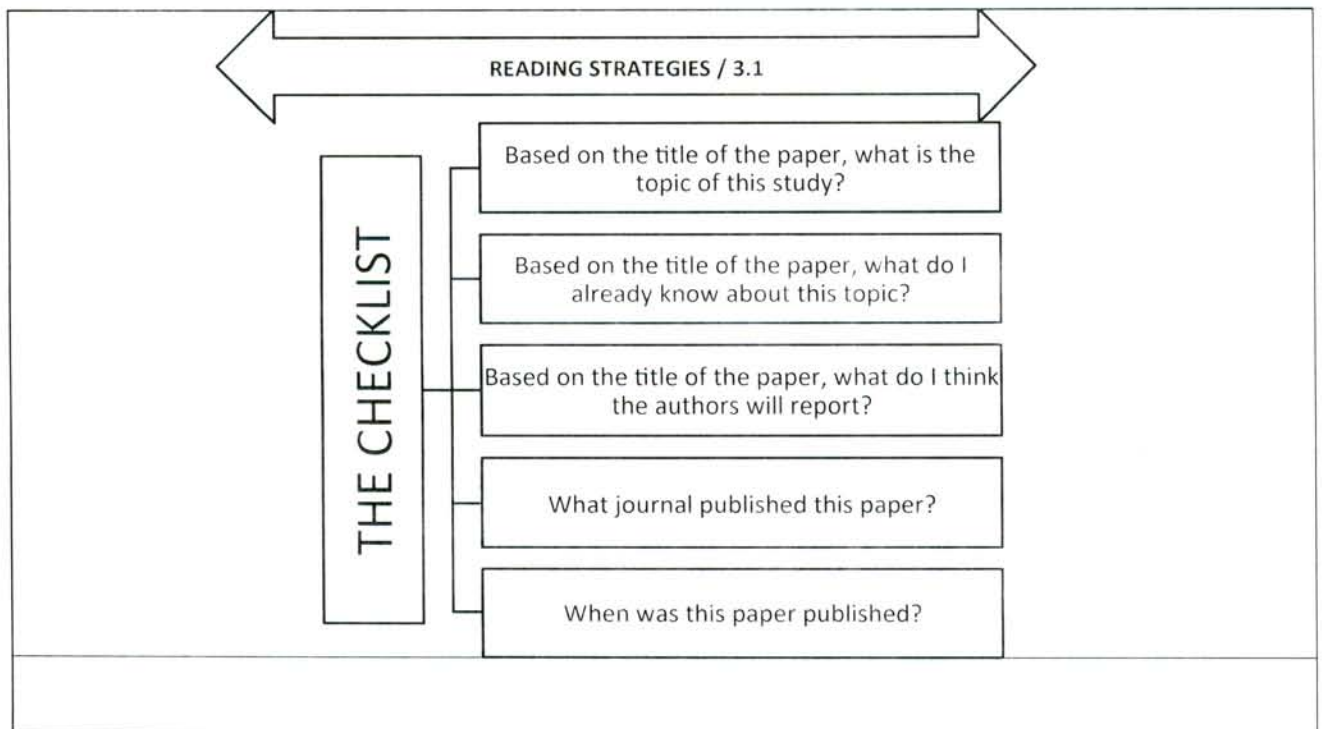 READING STRATEGIES / 3.1
THE CHECKLIST
Based on the title of the paper, what is the
topic of this study?
Based on the title of the paper, what do I
already know about this topic?
Based on the title of the paper, what do I think
the authors will report?
What journal published this paper?
When was this paper published?